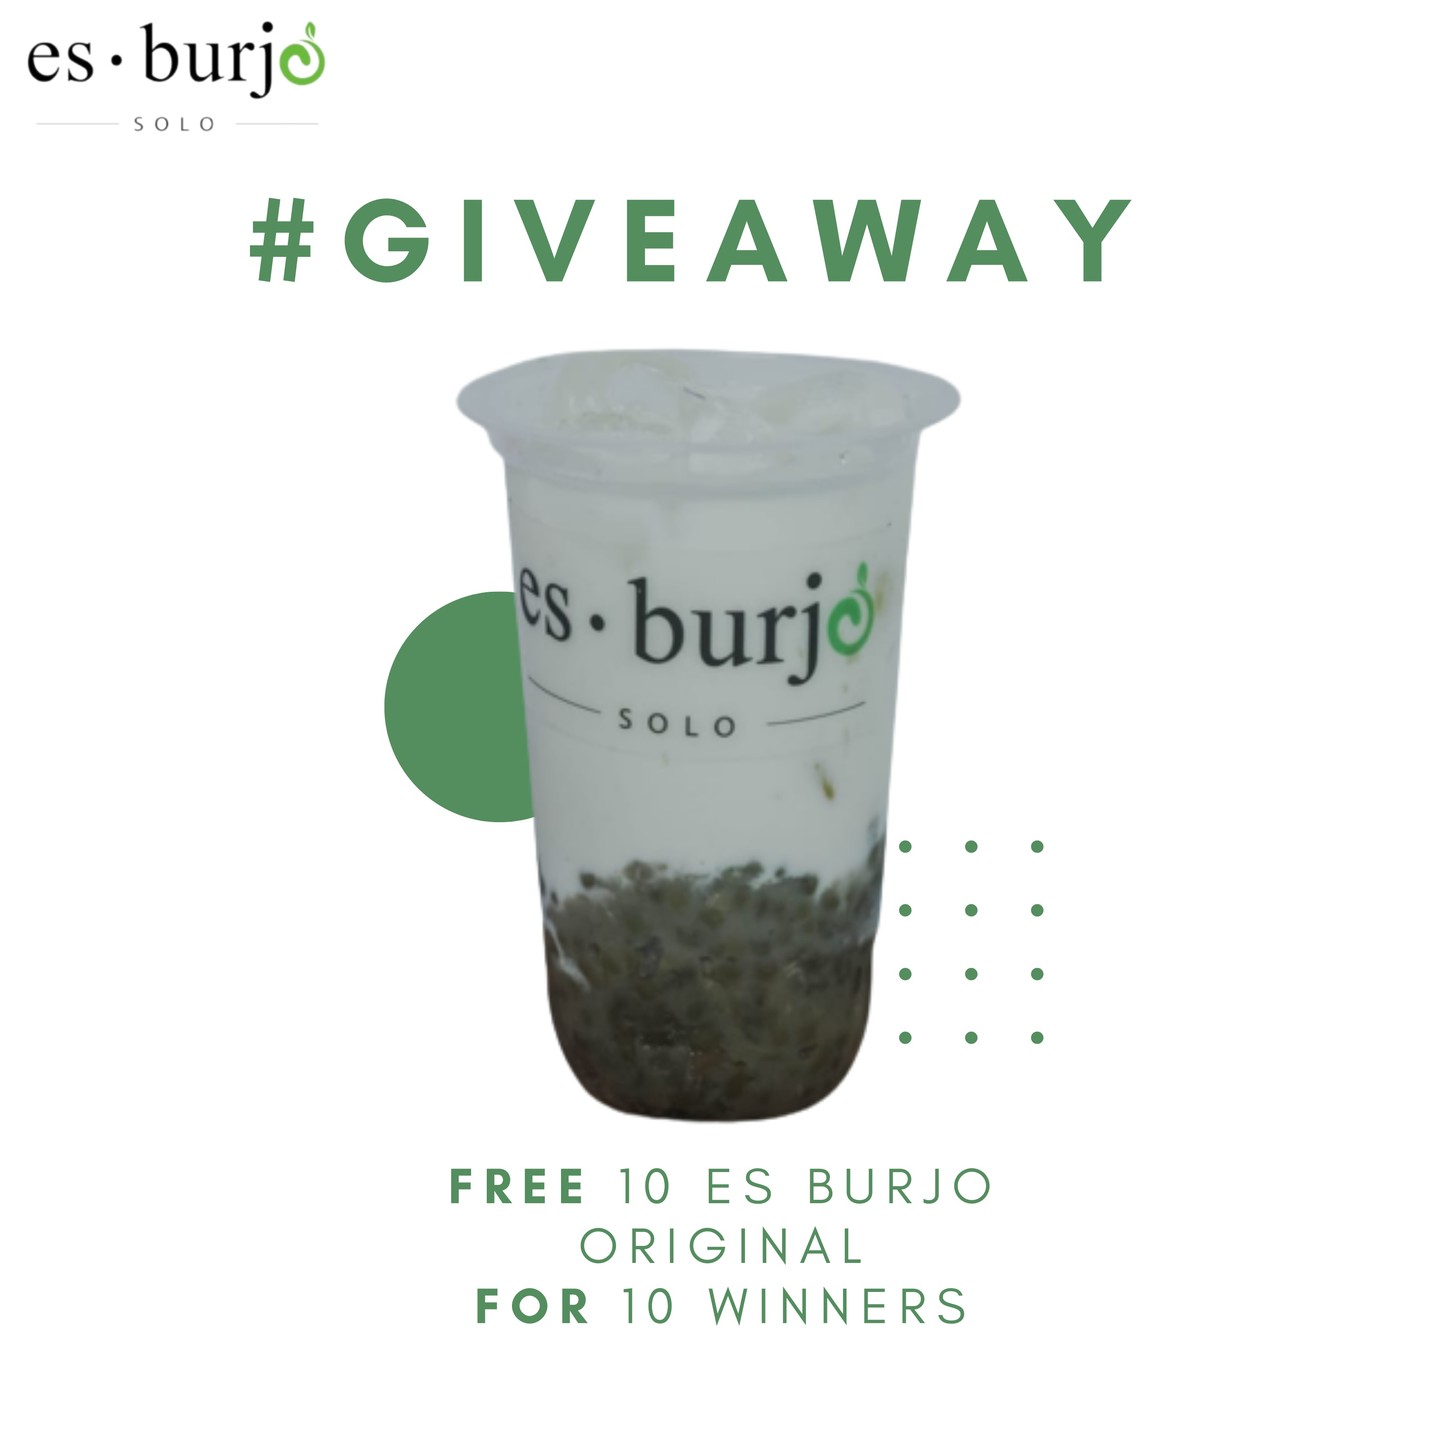 es · burjo
SOLO
#GIVEAWAY
es · burjo
SOLO
FREE 10 ES BURJO
ORIGINAL
FOR 10 WINNERS